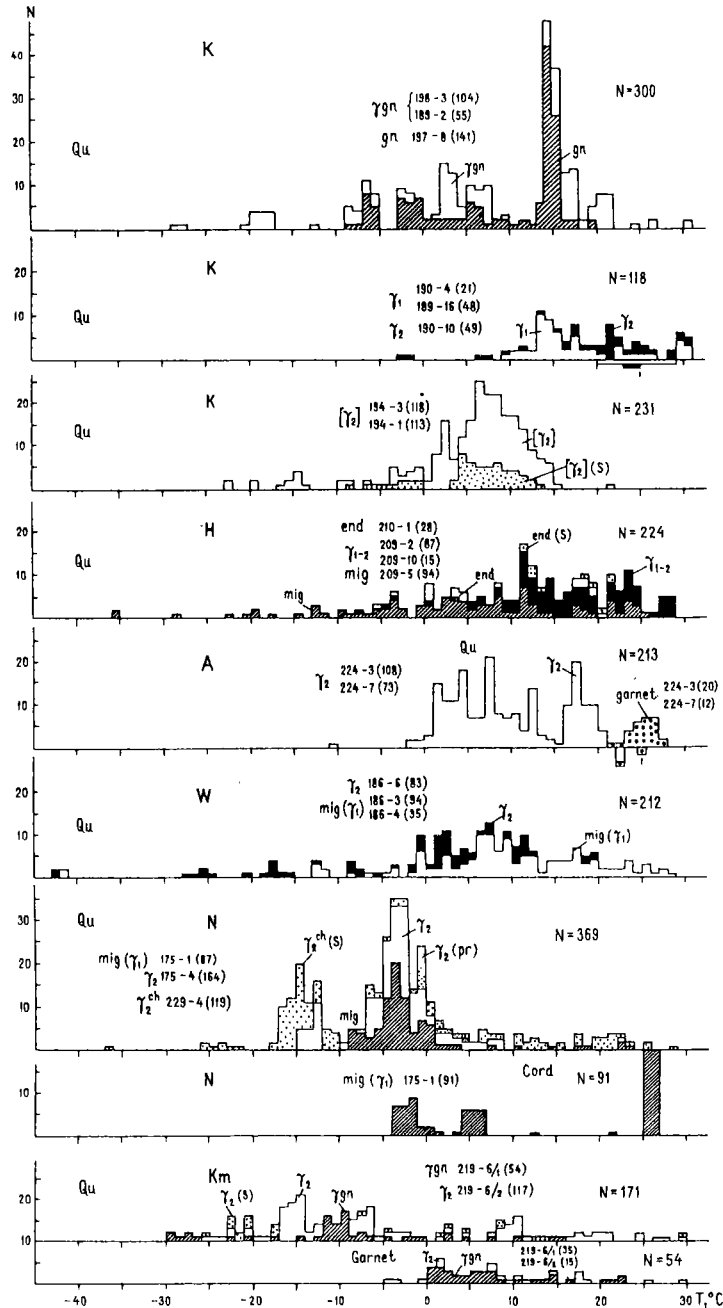 N
K
40
30
20
10
Qu
γgn { 198-3 (104)
189-2 (55)
gn 197-8 (141)
γgn
gn
N=300
K
20
10
Qu
γ₁ 190-4 (21)
189-16 (48)
γ₂ 190-10 (49)
γ₁
γ₂
N=118
K
20
10
Qu
[γ₂] 194-3 (118)
194-1 (113)
[γ₂]
[γ₂] (S)
N=231
H
20
10
end 210-1 (28)
γ₁₋₂ 209-2 (87)
209-10 (15)
mig 209-5 (94)
mig
end
end (S)
γ₁₋₂
N=224
A
20
10
Qu
γ₂ 224-3 (108)
224-7 (73)
γ₂
N=213
garnet 224-3 (20)
224-7 (12)
W
20
10
Qu
γ₂ 186-6 (83)
mig (γ₁) 186-3 (94)
186-4 (35)
γ₂
mig (γ₁)
N=212
N
30
20
10
Qu
mig (γ₁) 175-1 (87)
γ₂ 175-4 (164)
γ₂ᶜʰ 229-4 (119)
γ₂ᶜʰ (S)
mig
γ₂
γ₂ (pr)
N=369
N
10
mig (γ₁) 175-1 (91)
Cord
N=91
Km
20
10
Qu
γ₂ (S)
γ₂
γgn
γgn 219-6/1 (54)
γ₂ 219-6/2 (117)
N=171
Garnet
10
γ₂
γgn
219-6/1 (35)
219-6/2 (15)
N=54
-40 -30 -20 -10 0 10 20 30 T,°C